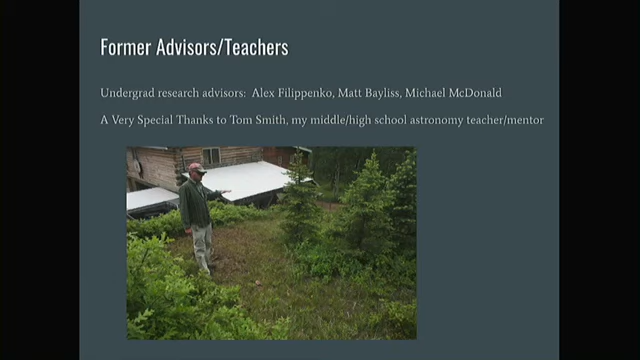 Former Advisors/Teachers
Undergrad research advisors: Alex Filippenko, Matt Bayliss, Michael McDonald
A Very Special Thanks to Tom Smith, my middle/high school astronomy teacher/mentor